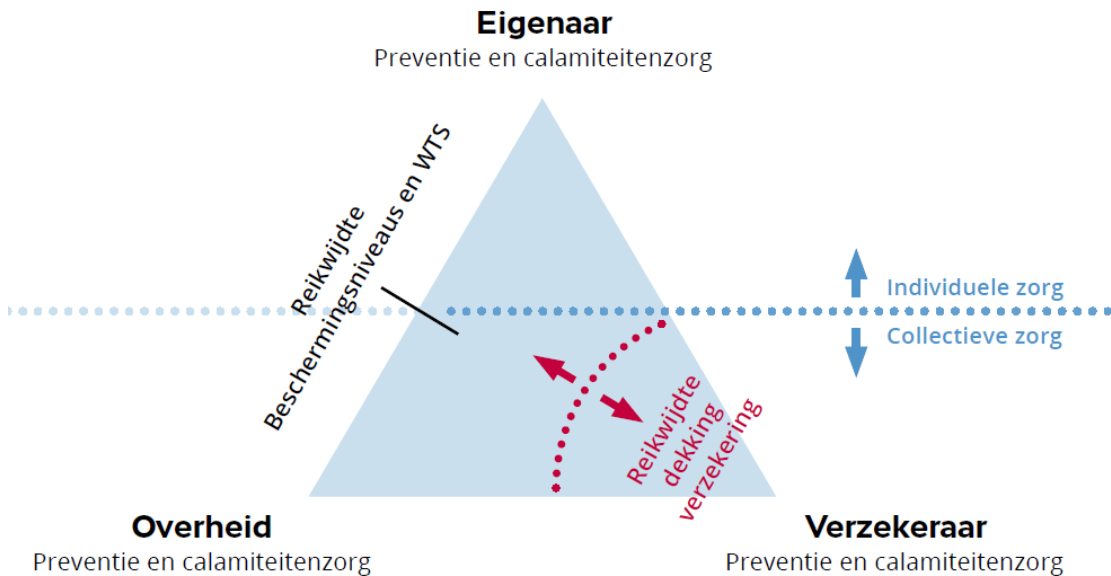 Eigenaar
Preventie en calamiteitenzorg
Reikwijdte
Beschermingsniveaus en WTS
Individuele zorg
Collectieve zorg
Reikwijdte
dekking
verzekering
Overheid
Preventie en calamiteitenzorg
Verzekeraar
Preventie en calamiteitenzorg